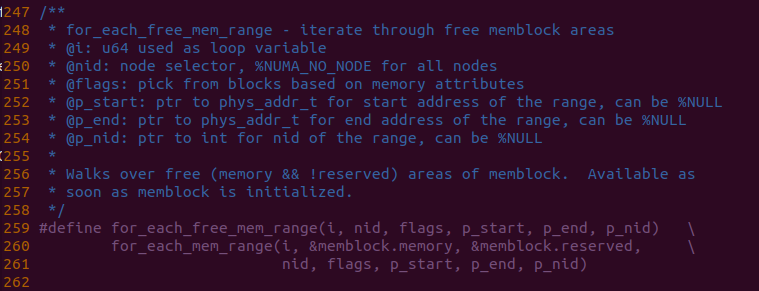 247 /**
248  * for_each_free_mem_range - iterate through free memblock areas
249  * @i: u64 used as loop variable
250  * @nid: node selector, %NUMA_NO_NODE for all nodes
251  * @flags: pick from blocks based on memory attributes
252  * @p_start: ptr to phys_addr_t for start address of the range, can be %NULL
253  * @p_end: ptr to phys_addr_t for end address of the range, can be %NULL
254  * @p_nid: ptr to int for nid of the range, can be %NULL
255  *
256  * Walks over free (memory && !reserved) areas of memblock.  Available as
257  * soon as memblock is initialized.
258  */
259 #define for_each_free_mem_range(i, nid, flags, p_start, p_end, p_nid)   \
260         for_each_mem_range(i, &memblock.memory, &memblock.reserved,     \
261                            nid, flags, p_start, p_end, p_nid)
262